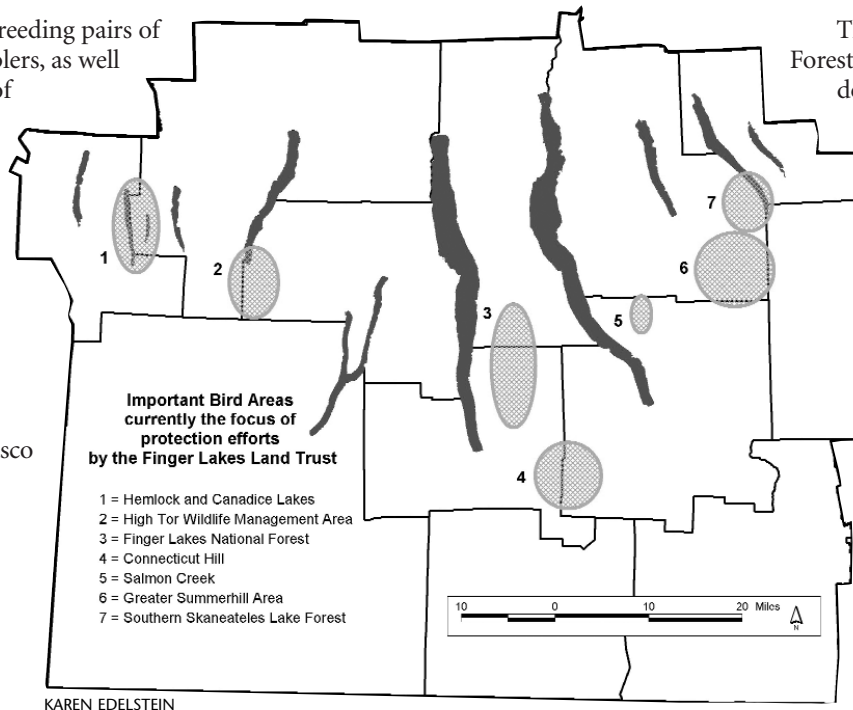 reeding pairs of
olers, as well
of
T
Forest
de
sco
1
2
3
4
5
6
7
Important Bird Areas
currently the focus of
protection efforts
by the Finger Lakes Land Trust
1 = Hemlock and Canadice Lakes
2 = High Tor Wildlife Management Area
3 = Finger Lakes National Forest
4 = Connecticut Hill
5 = Salmon Creek
6 = Greater Summerhill Area
7 = Southern Skaneateles Lake Forest
10 0 10 20 Miles
N
KAREN EDELSTEIN